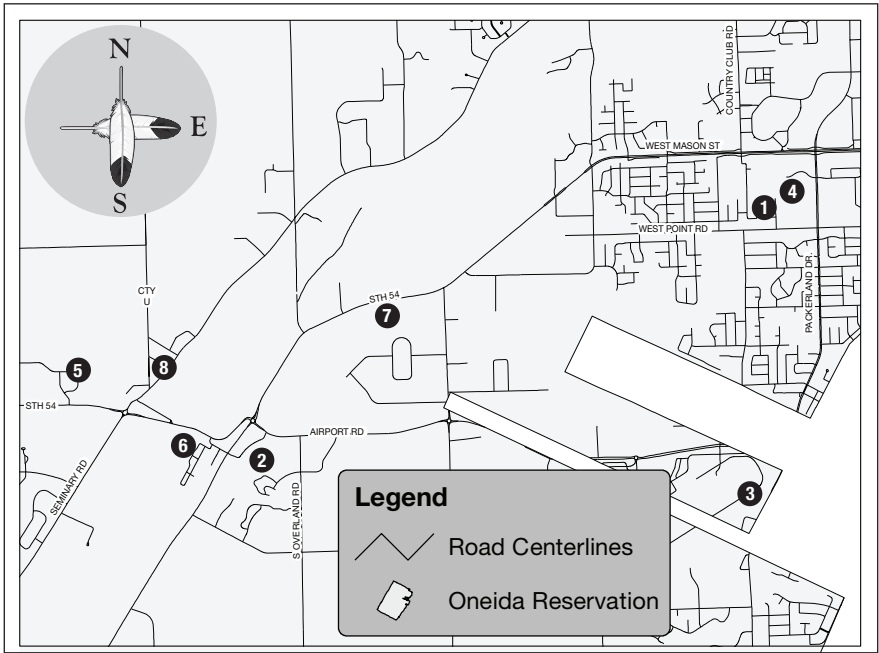 N
E
S
COUNTRY CLUB RD
WEST MASON ST
4
1
WEST POINT RD
PACKERLAND DR.
CTY
U
STH 54
7
5
8
STH 54
AIRPORT RD
6
2
SEMINARY RD
S OVERLAND RD
3
Legend
Road Centerlines
Oneida Reservation